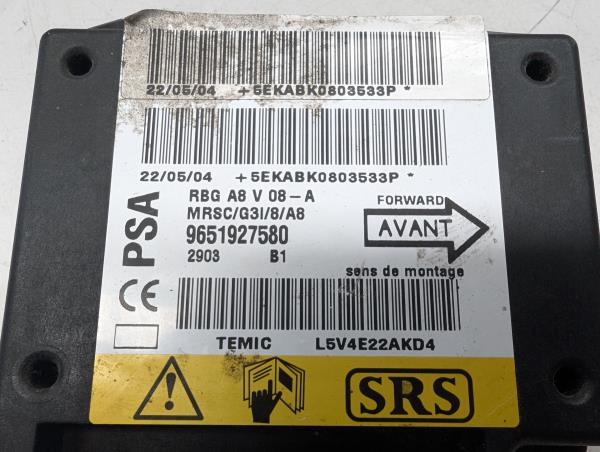 22/05/04 +5EKABK0803533P *
22/05/04 +5EKABK0803533P *
PSA
RBG A8 V 08-A
MRSC/G3I/8/A8
9651927580
2903 B1
FORWARD
AVANT
sens de montage
CE
TEMIC L5V4E22AKD4
SRS